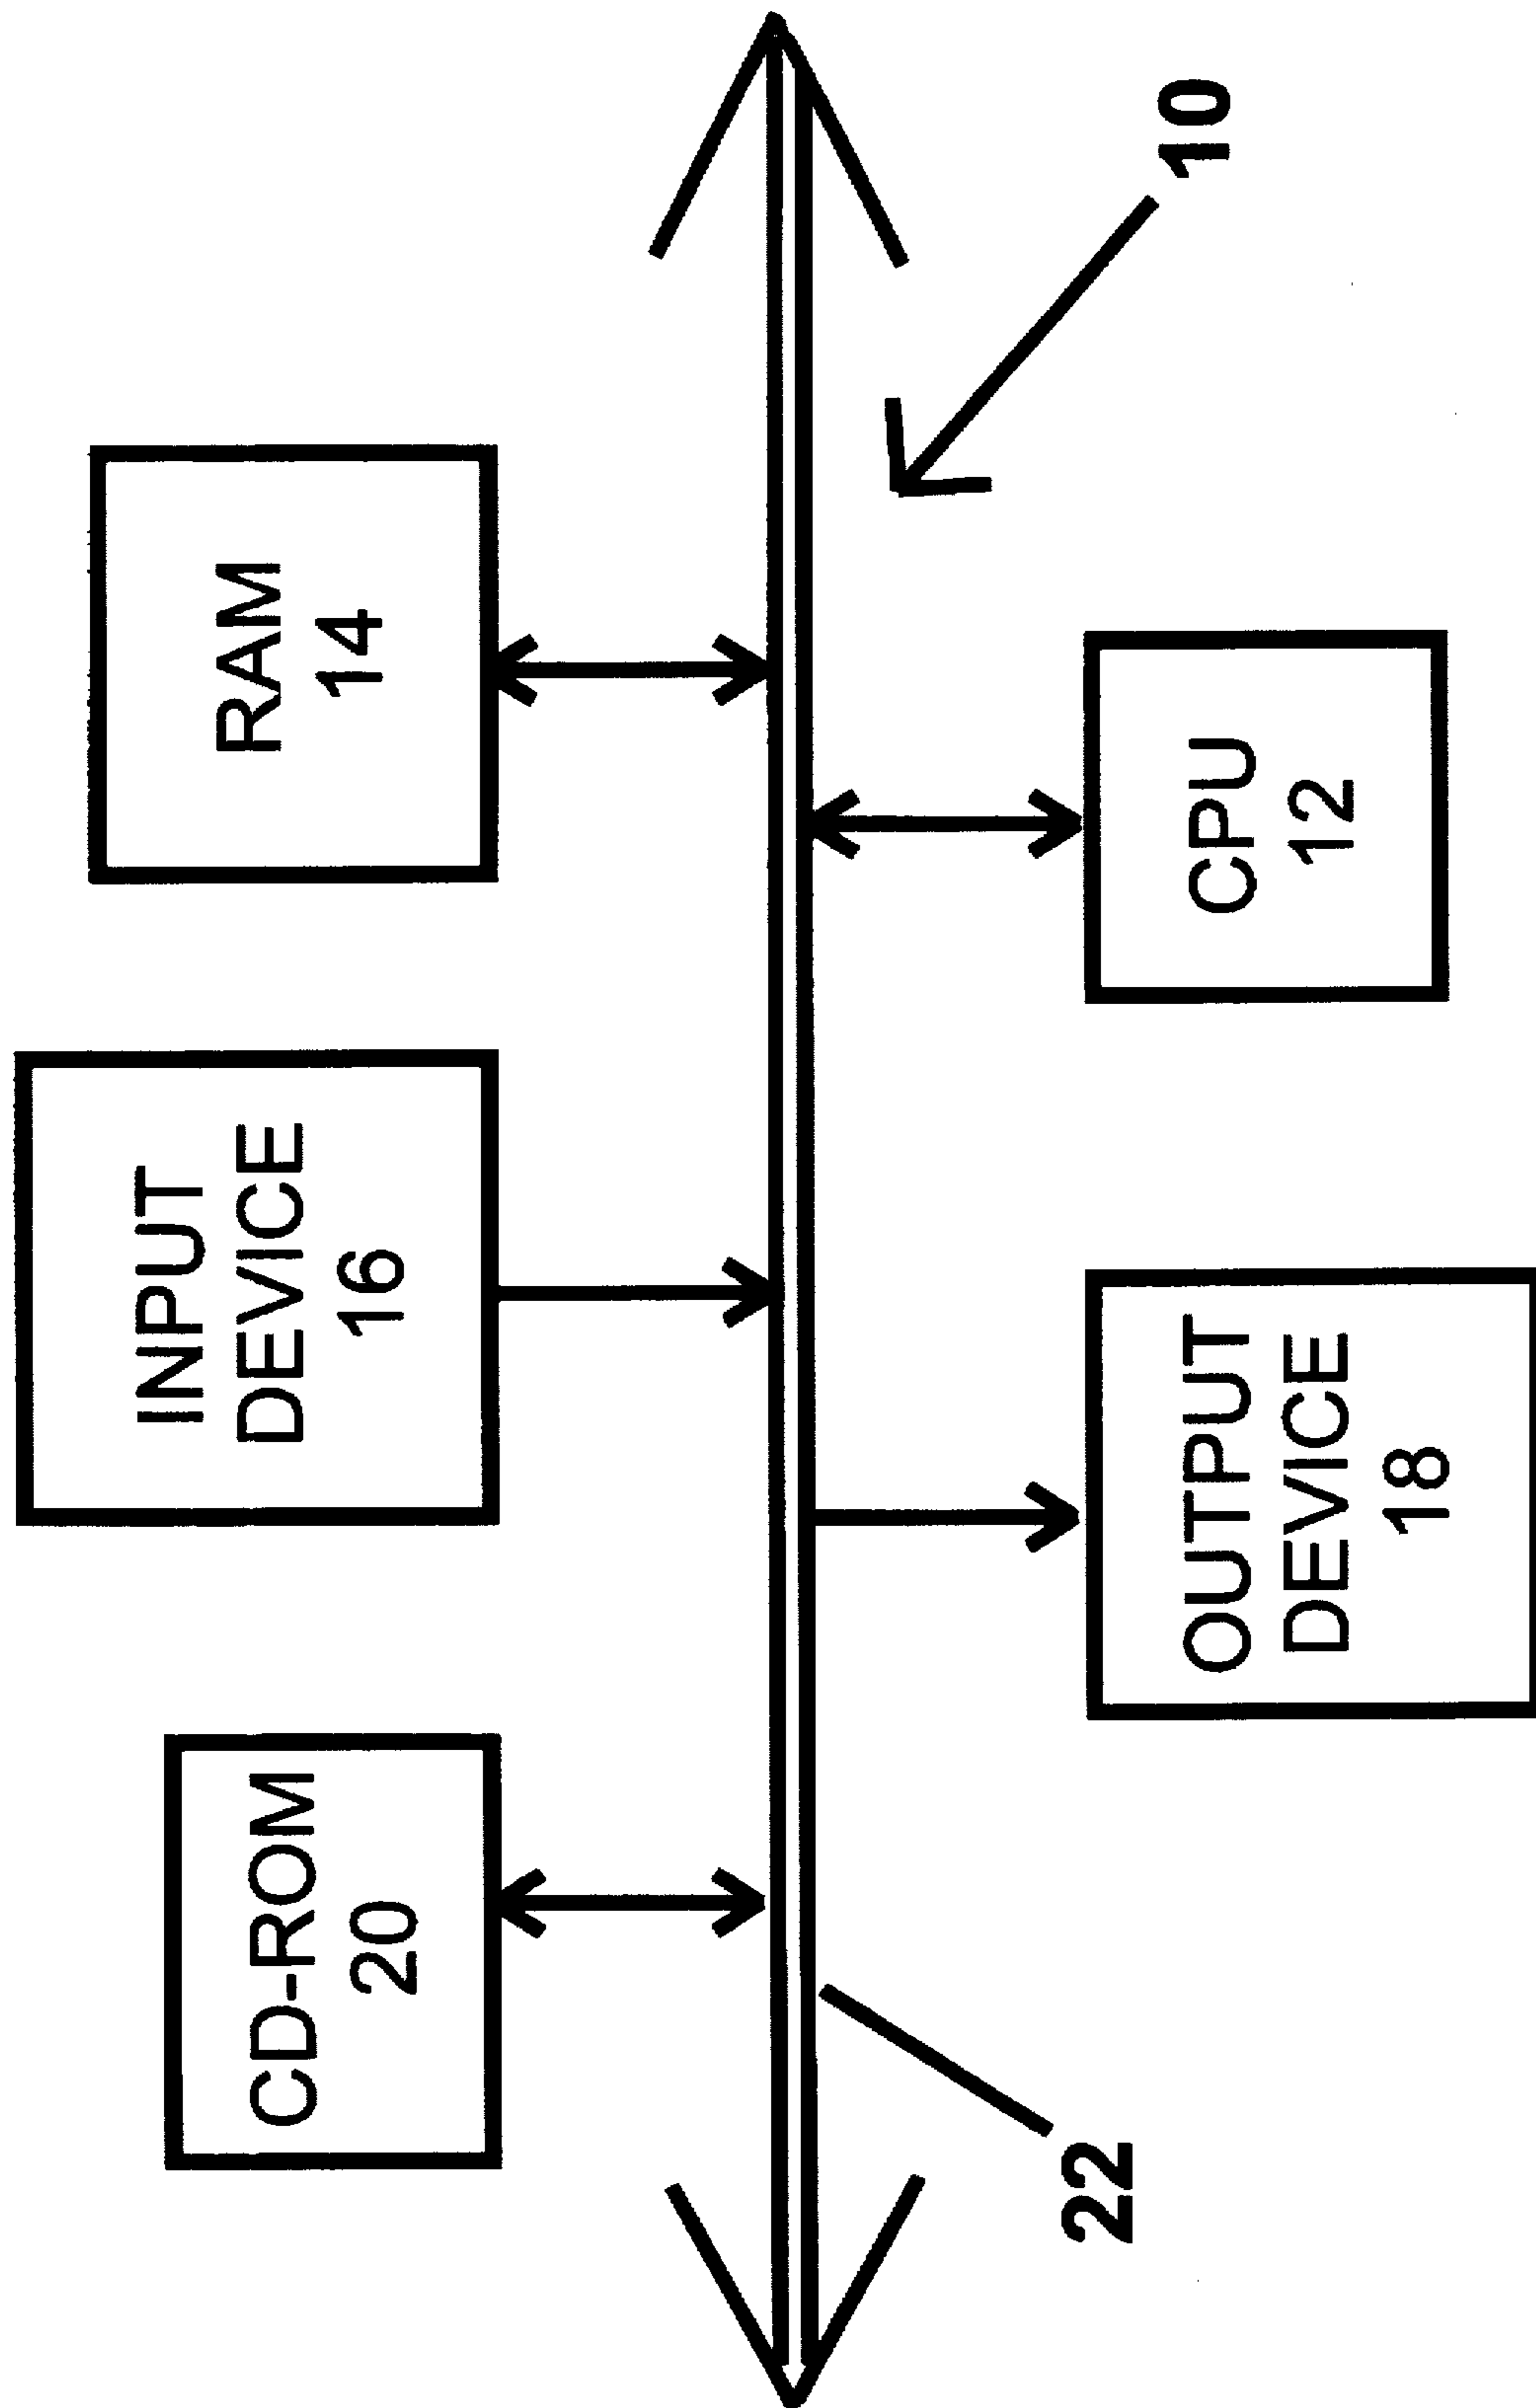 CD-ROM
20
INPUT
DEVICE
16
RAM
14
10
22
OUTPUT
DEVICE
18
CPU
12